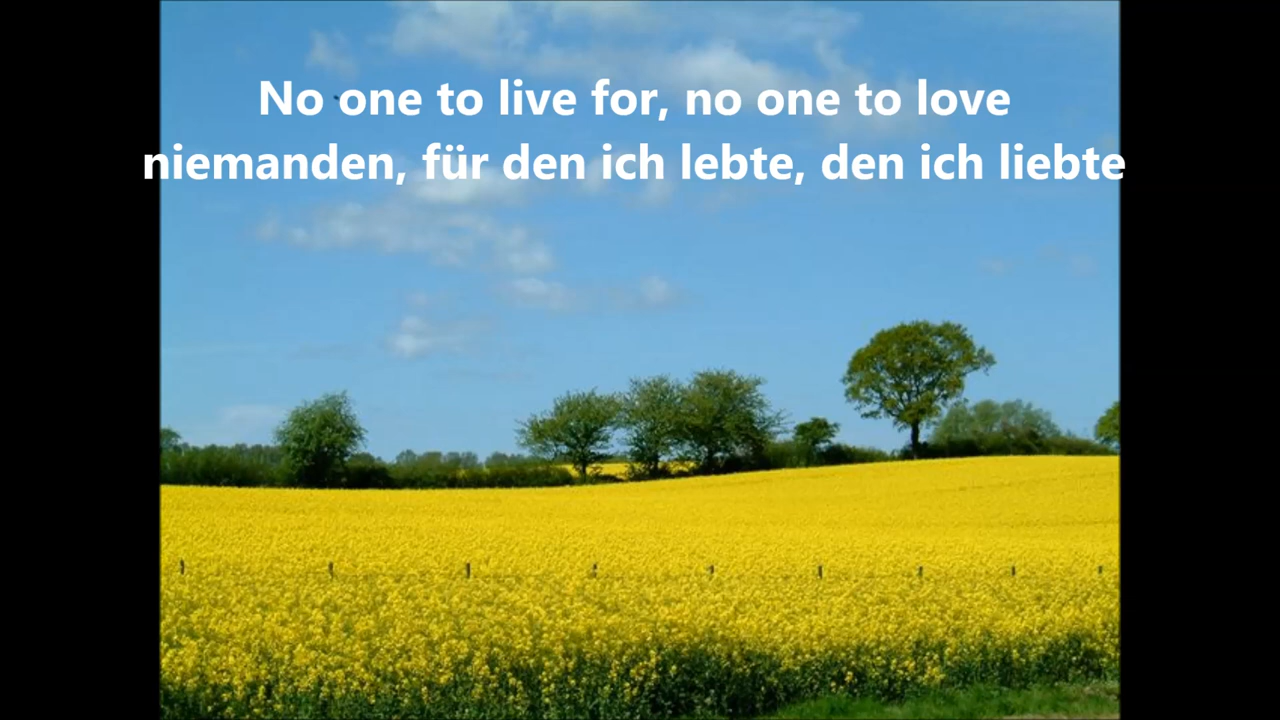 No one to live for, no one to love
niemanden, für den ich lebte, den ich liebte